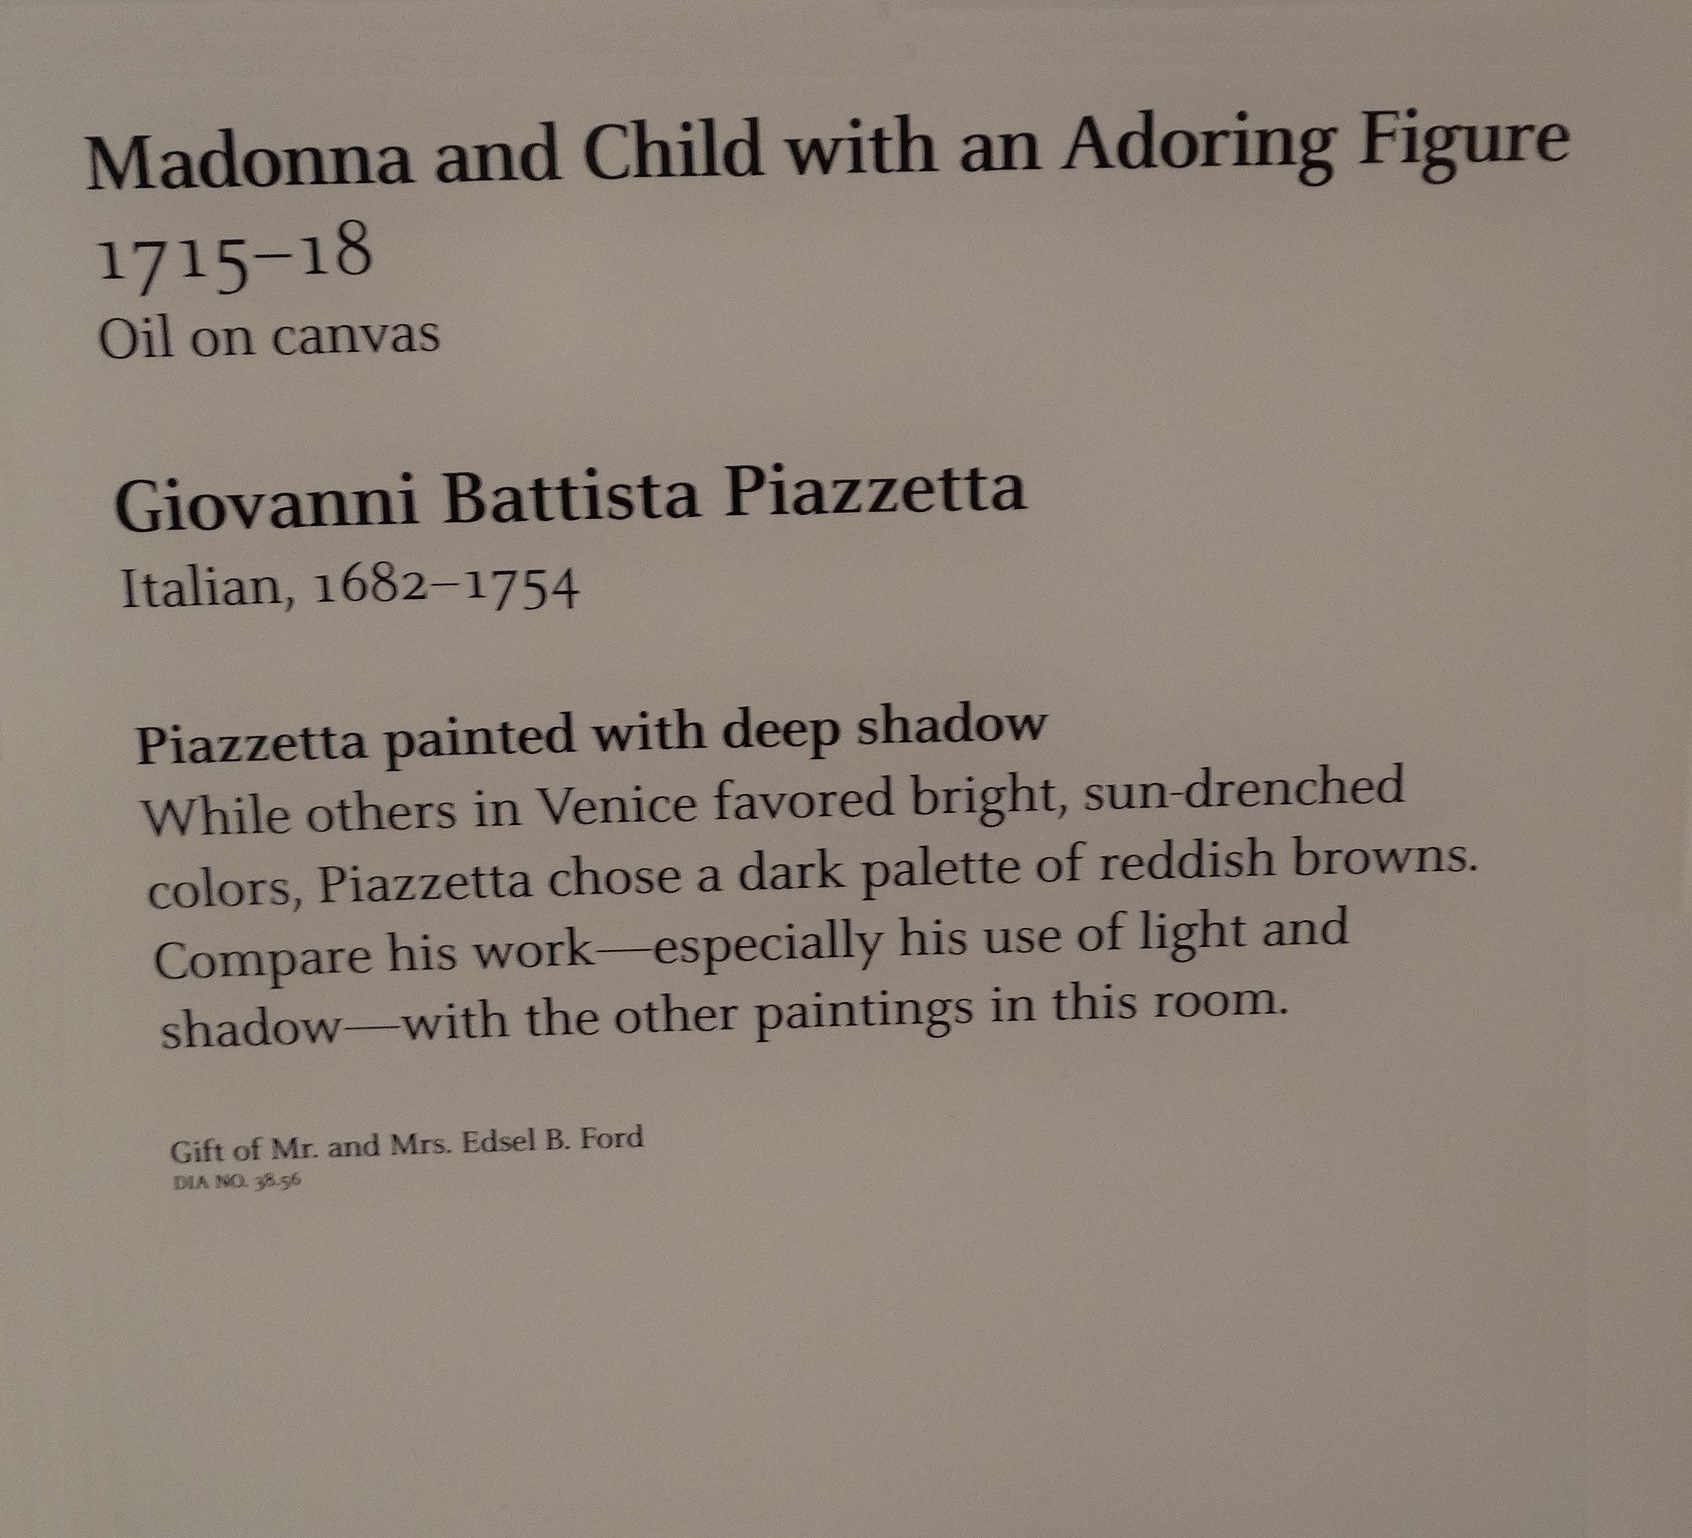 Madonna and Child with an Adoring Figure
1715–18
Oil on canvas
Giovanni Battista Piazzetta
Italian, 1682–1754
Piazzetta painted with deep shadow
While others in Venice favored bright, sun-drenched
colors, Piazzetta chose a dark palette of reddish browns.
Compare his work—especially his use of light and
shadow—with the other paintings in this room.
Gift of Mr. and Mrs. Edsel B. Ford
DIA NO. 38.56